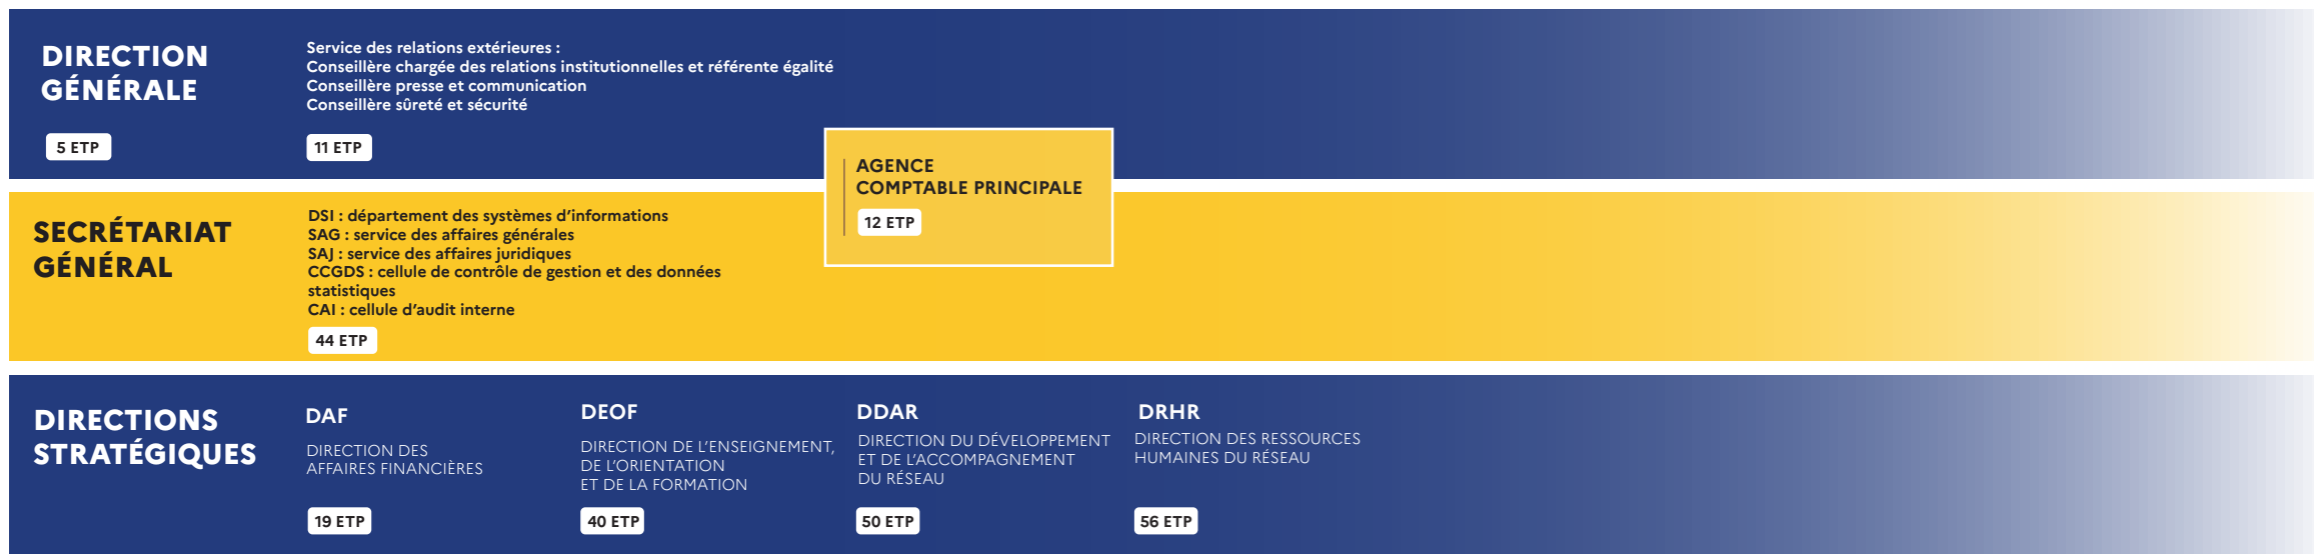 DIRECTION
GÉNÉRALE
5 ETP
Service des relations extérieures :
Conseillère chargée des relations institutionnelles et référente égalité
Conseillère presse et communication
Conseillère sûreté et sécurité
11 ETP
AGENCE
COMPTABLE PRINCIPALE
12 ETP
SECRÉTARIAT
GÉNÉRAL
DSI : département des systèmes d’informations
SAG : service des affaires générales
SAJ : service des affaires juridiques
CCGDS : cellule de contrôle de gestion et des données
statistiques
CAI : cellule d’audit interne
44 ETP
DIRECTIONS
STRATÉGIQUES
DAF
DIRECTION DES
AFFAIRES FINANCIÈRES
19 ETP
DEOF
DIRECTION DE L’ENSEIGNEMENT,
DE L’ORIENTATION
ET DE LA FORMATION
40 ETP
DDAR
DIRECTION DU DÉVELOPPEMENT
ET DE L’ACCOMPAGNEMENT
DU RÉSEAU
50 ETP
DRHR
DIRECTION DES RESSOURCES
HUMAINES DU RÉSEAU
56 ETP